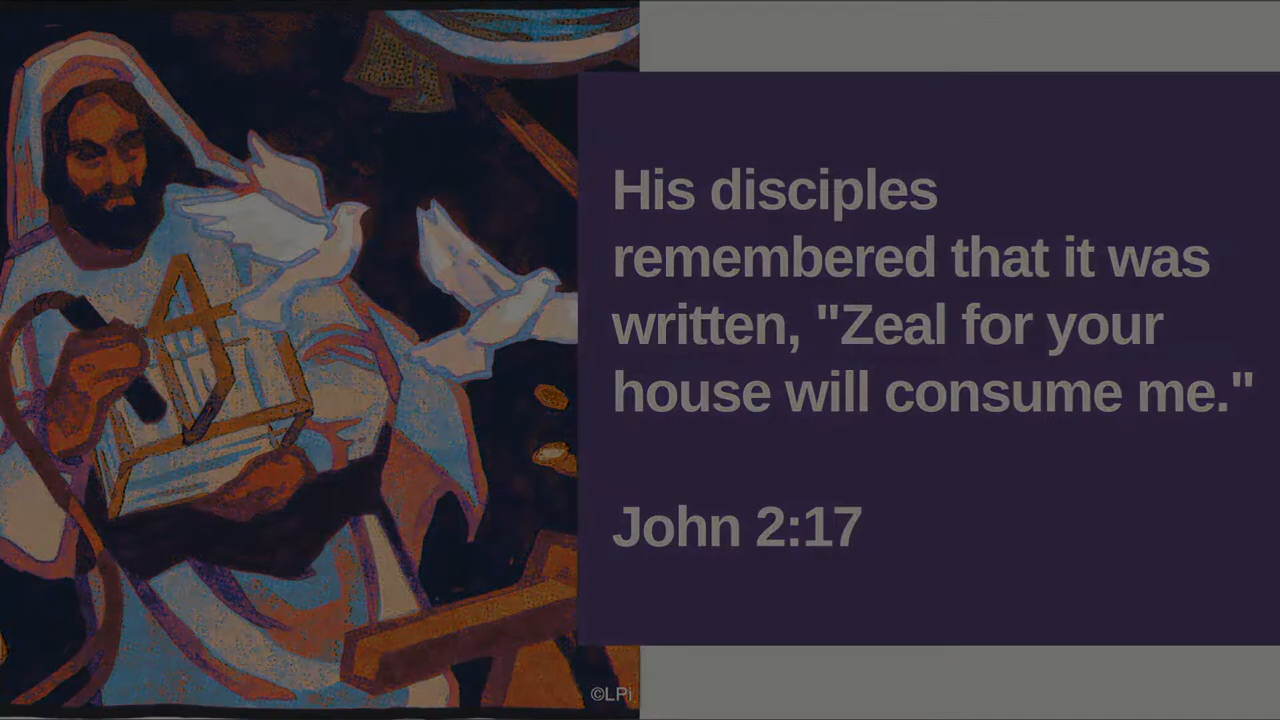 His disciples
remembered that it was
written, "Zeal for your
house will consume me."
John 2:17
©LPi